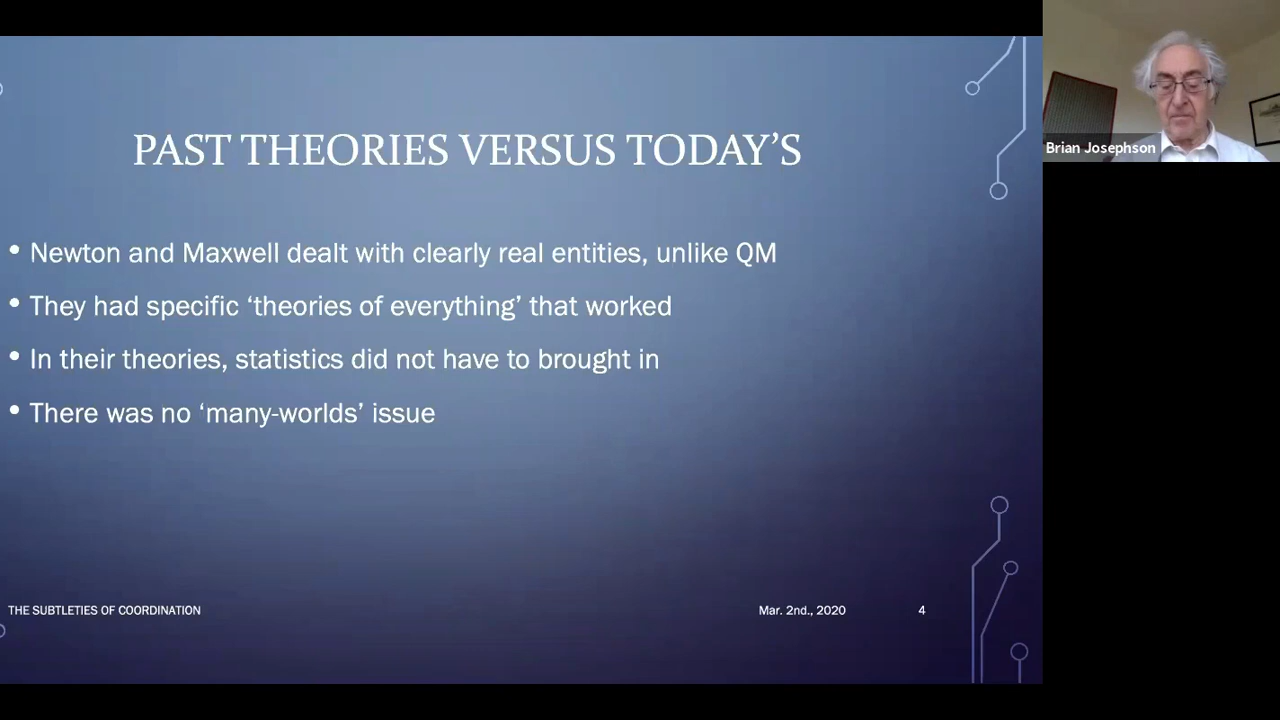 PAST THEORIES VERSUS TODAY’S
• Newton and Maxwell dealt with clearly real entities, unlike QM
• They had specific ‘theories of everything’ that worked
• In their theories, statistics did not have to brought in
• There was no ‘many-worlds’ issue
THE SUBTLETIES OF COORDINATION
Mar. 2nd., 2020
4
Brian Josephson